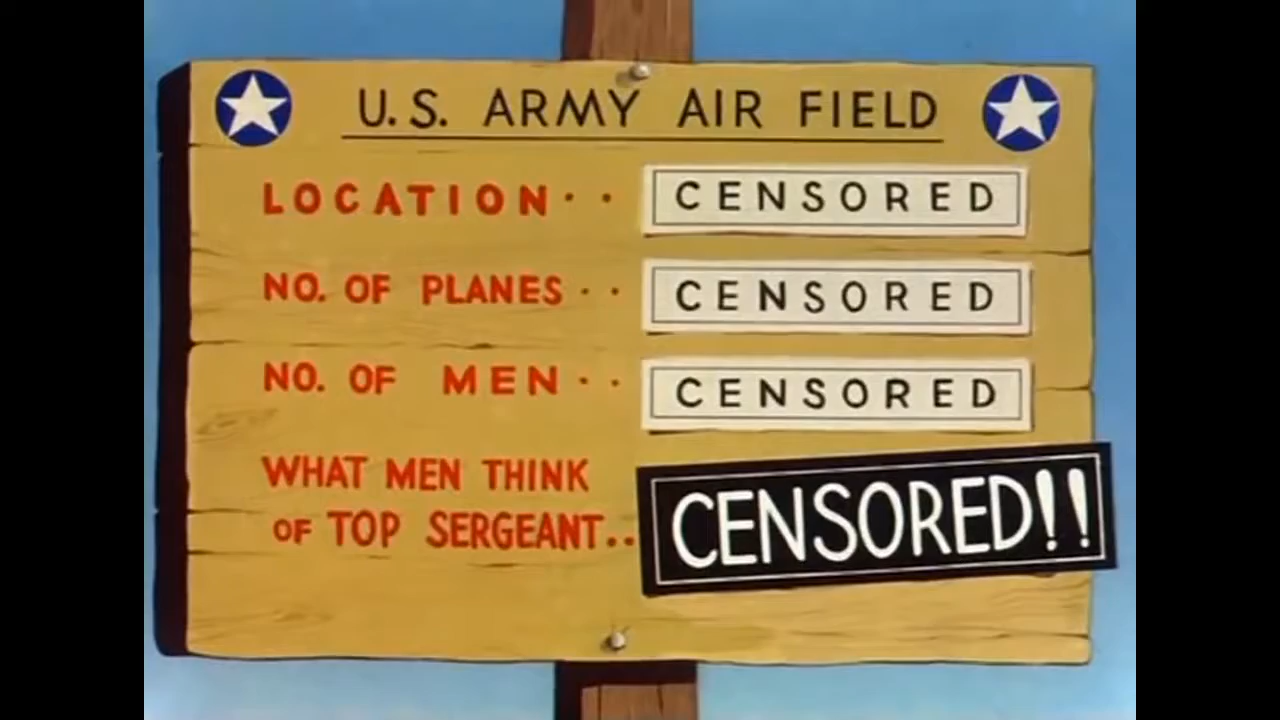 U.S. ARMY AIR FIELD
LOCATION.. CENSORED
NO. OF PLANES.. CENSORED
NO. OF MEN.. CENSORED
WHAT MEN THINK
OF TOP SERGEANT.. CENSORED!!